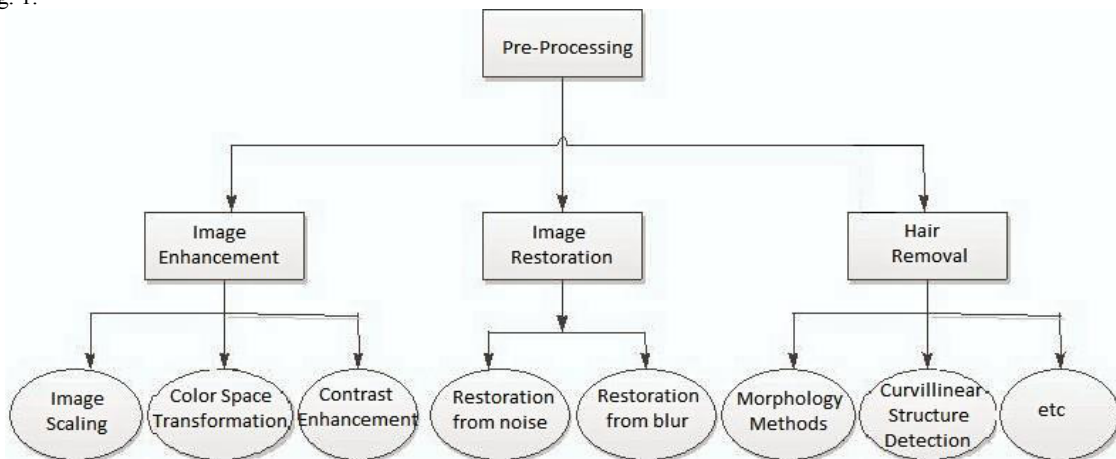 g. 1.
Pre-Processing
Image
Enhancement
Image
Restoration
Hair
Removal
Image
Scaling
Color Space
Transformation
Contrast
Enhancement
Restoration
from noise
Restoration
from blur
Morphology
Methods
Curvillinear
Structure
Detection
etc